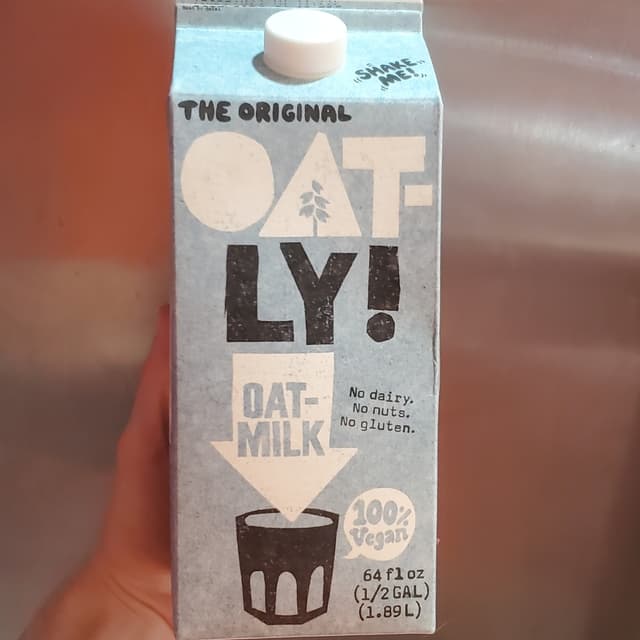 SHAKE
ME!
THE ORIGINAL
OAT-
LY!
OAT-
MILK
No dairy.
No nuts.
No gluten.
100%
Vegan
64 fl oz
(1/2 GAL)
(1.89 L)